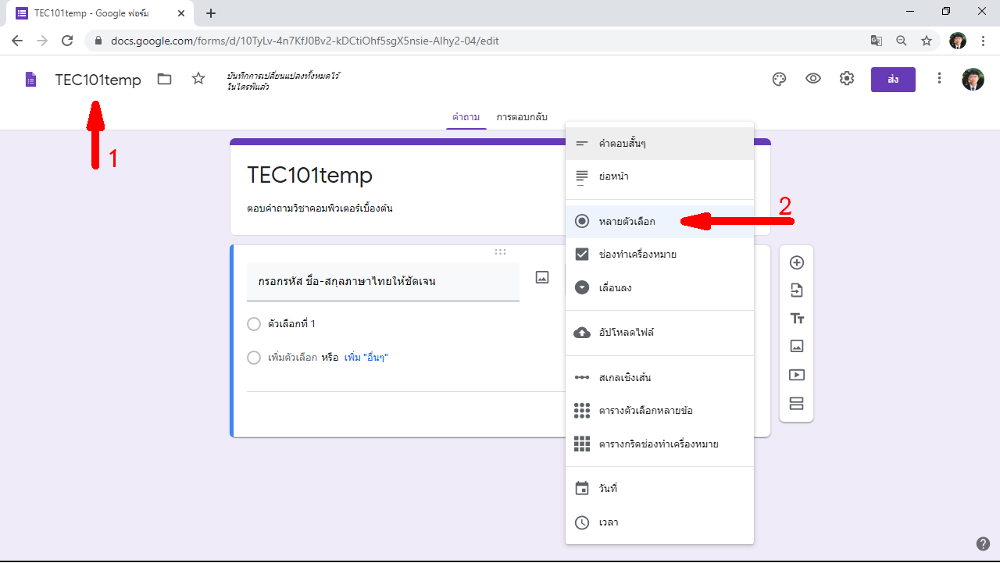 TEC101temp - Google ฟอร์ม
docs.google.com/forms/d/10TyLv-4n7KfJ0Bv2-kDCtiOhf5sgX5nsie-Alhy2-04/edit
TEC101temp
บันทึกการเปลี่ยนแปลงทั้งหมดไว้
ในไดรฟ์แล้ว
ส่ง
คำถาม การตอบกลับ
1
TEC101temp
ตอบคำถามวิชาคอมพิวเตอร์เบื้องต้น
กรอกรหัส ชื่อ-สกุลภาษาไทยให้ชัดเจน
ตัวเลือกที่ 1
เพิ่มตัวเลือก หรือ เพิ่ม "อื่นๆ"
คำตอบสั้นๆ
ย่อหน้า
2
หลายตัวเลือก
ช่องทำเครื่องหมาย
เลื่อนลง
อัปโหลดไฟล์
สเกลเชิงเส้น
ตารางตัวเลือกหลายข้อ
ตารางกริดช่องทำเครื่องหมาย
วันที่
เวลา